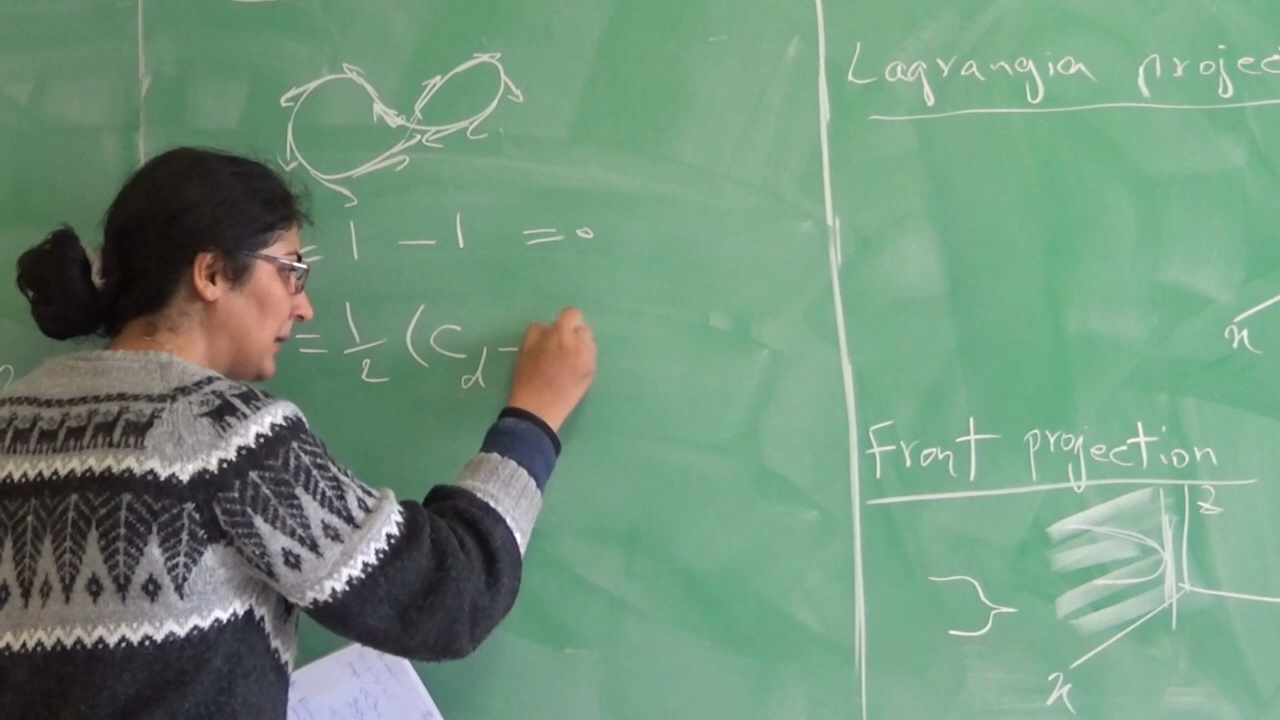 = 1 - 1 = 0
= 1/2 (C_d -
Lagrangia projec
x
Front projection
z
x